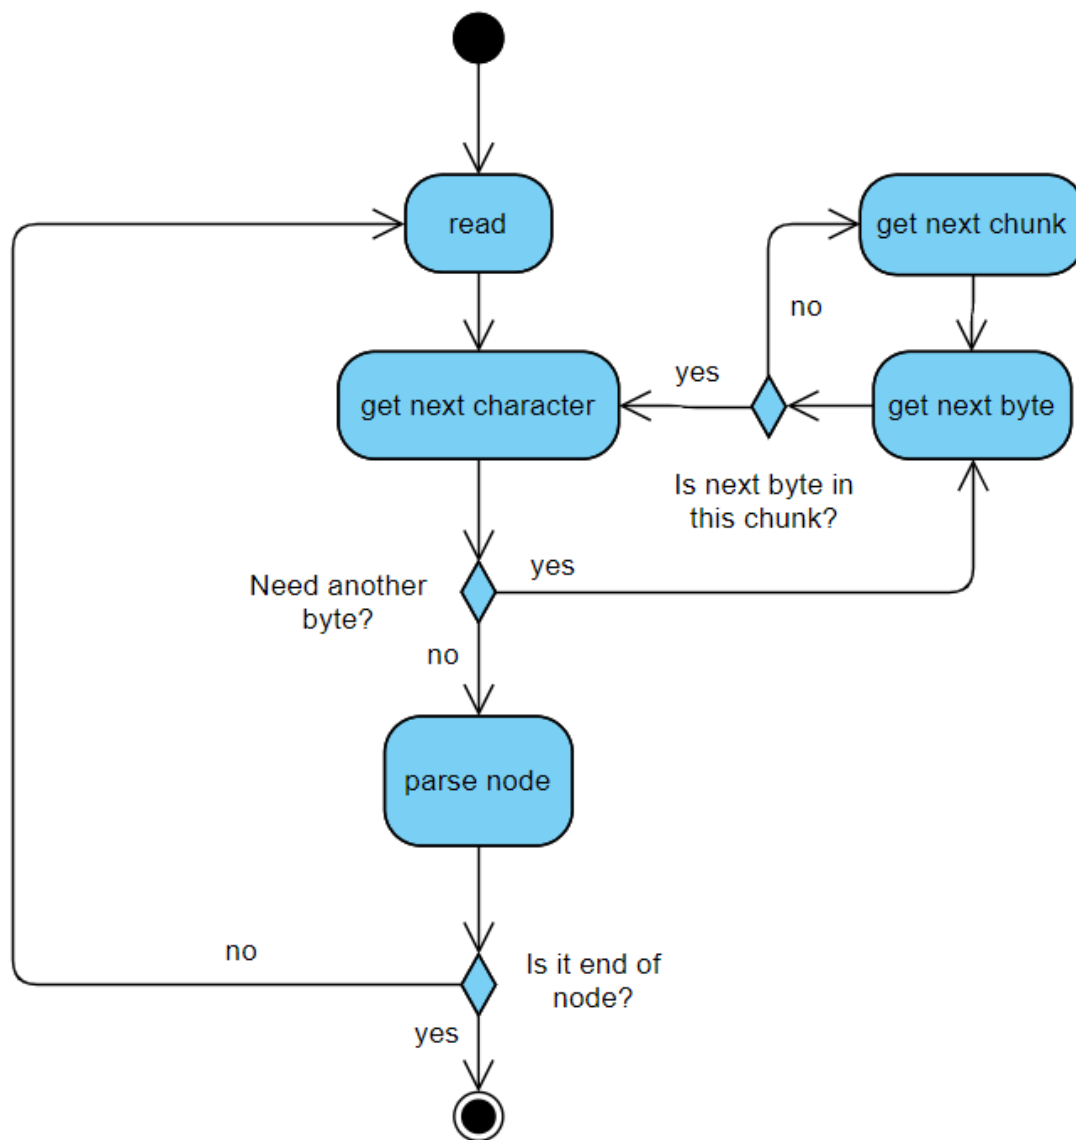 read
get next chunk
no
yes
get next character
get next byte
Is next byte in
this chunk?
yes
Need another
byte?
no
parse node
no
Is it end of
node?
yes